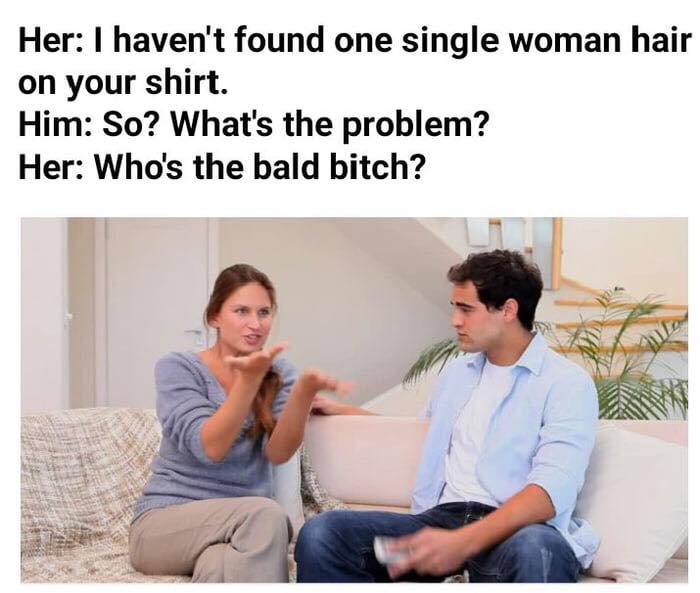 Her: I haven't found one single woman hair
on your shirt.
Him: So? What's the problem?
Her: Who's the bald bitch?